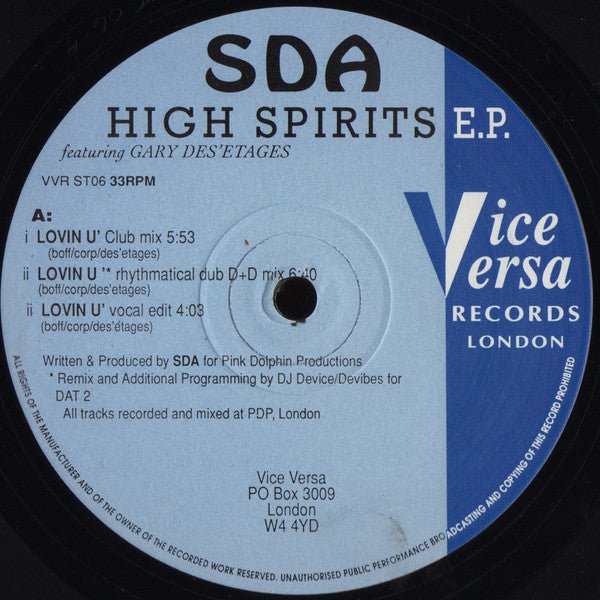 SDA
HIGH SPIRITS E.P.
featuring GARY DES'ETAGES
VVR ST06 33RPM
A:
i LOVIN U' Club mix 5:53
(boff/corp/des'etages)
ii LOVIN U '* rhythmatical dub D+D mix 6:40
(boff/corp/des'etages)
ii LOVIN U' vocal edit 4:03
(boff/corp/des'étages)
Written & Produced by SDA for Pink Dolphin Productions
* Remix and Additional Programming by DJ Device/Devibes for
DAT 2
All tracks recorded and mixed at PDP, London
Vice Versa
PO Box 3009
London
W4 4YD
Vice
Versa
RECORDS
LONDON
ALL RIGHTS OF THE MANUFACTURER AND OF THE OWNER OF THE RECORDED WORK RESERVED. UNAUTHORISED PUBLIC PERFORMANCE BROADCASTING AND COPYING OF THIS RECORD PROHIBITED